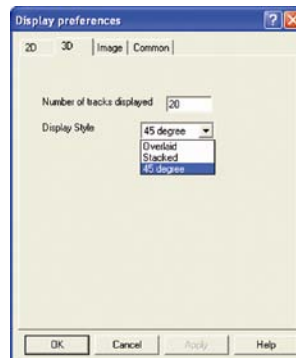 Display preferences
2D 3D Image Common
Number of tracks displayed 20
Display Style 45 degree
Overlaid
Stacked
45 degree
OK Cancel Apply Help